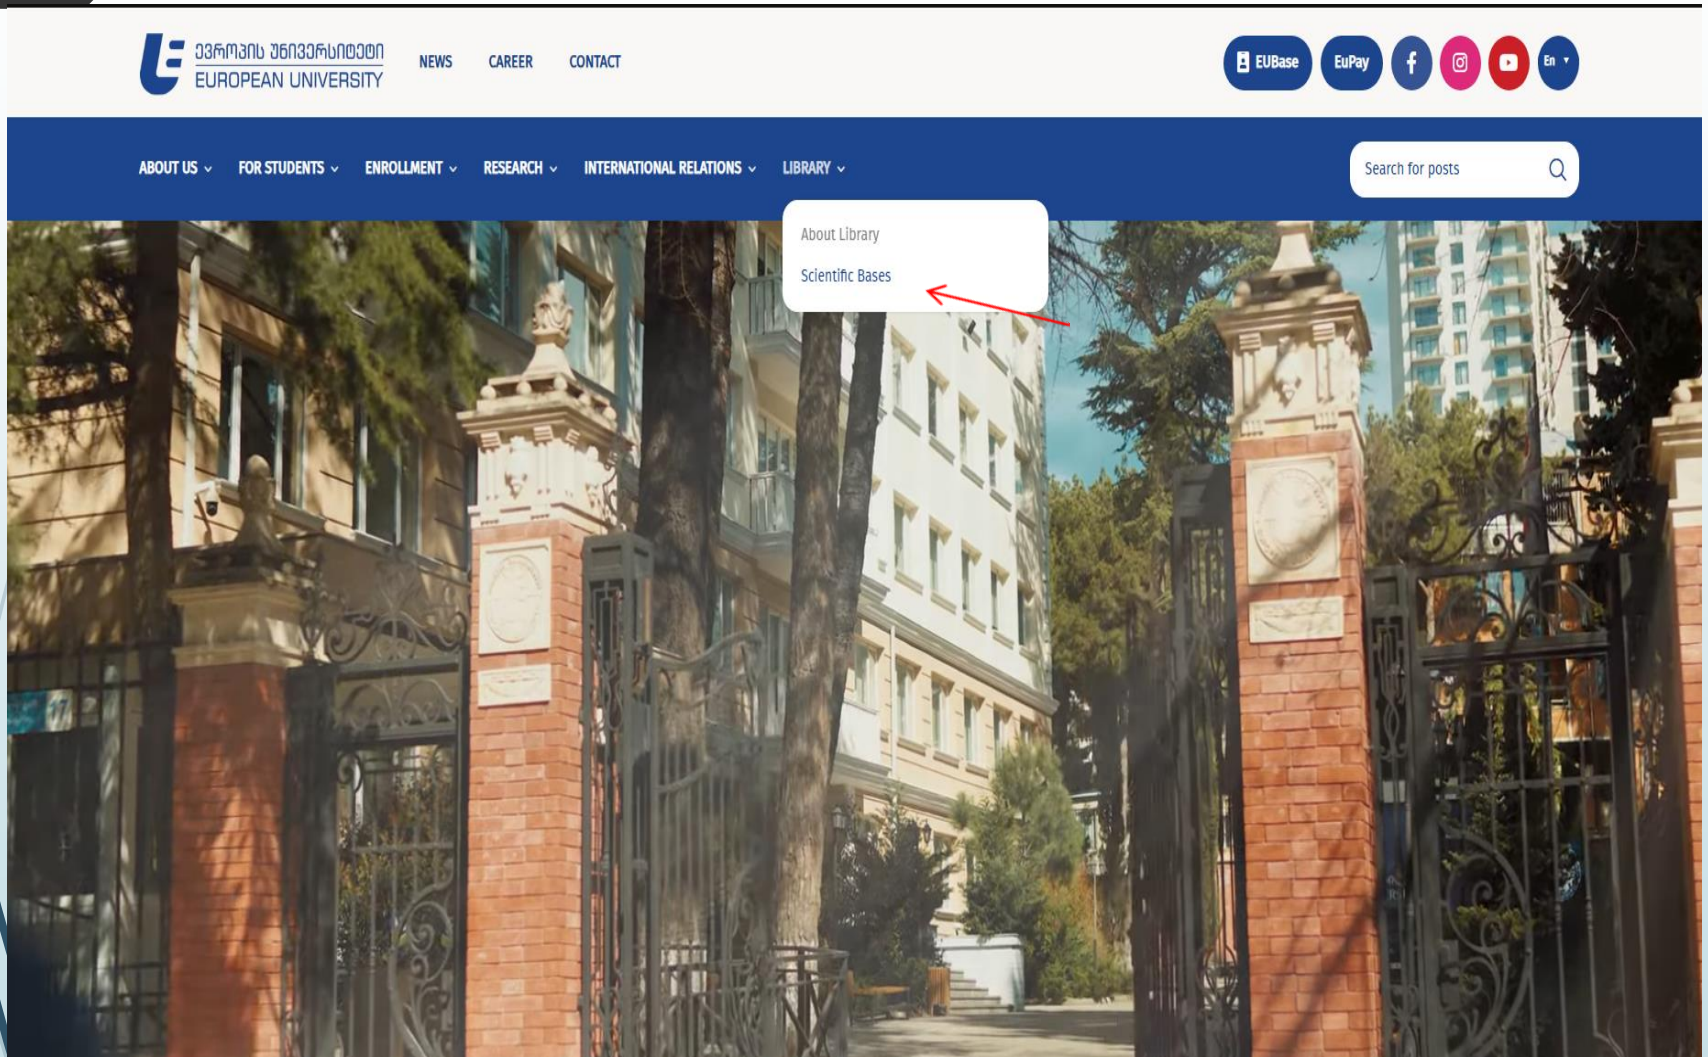 ევროპის უნივერსიტეტი
EUROPEAN UNIVERSITY
NEWS CAREER CONTACT
EUBase EuPay En
ABOUT US FOR STUDENTS ENROLLMENT RESEARCH INTERNATIONAL RELATIONS LIBRARY
Search for posts
About Library
Scientific Bases